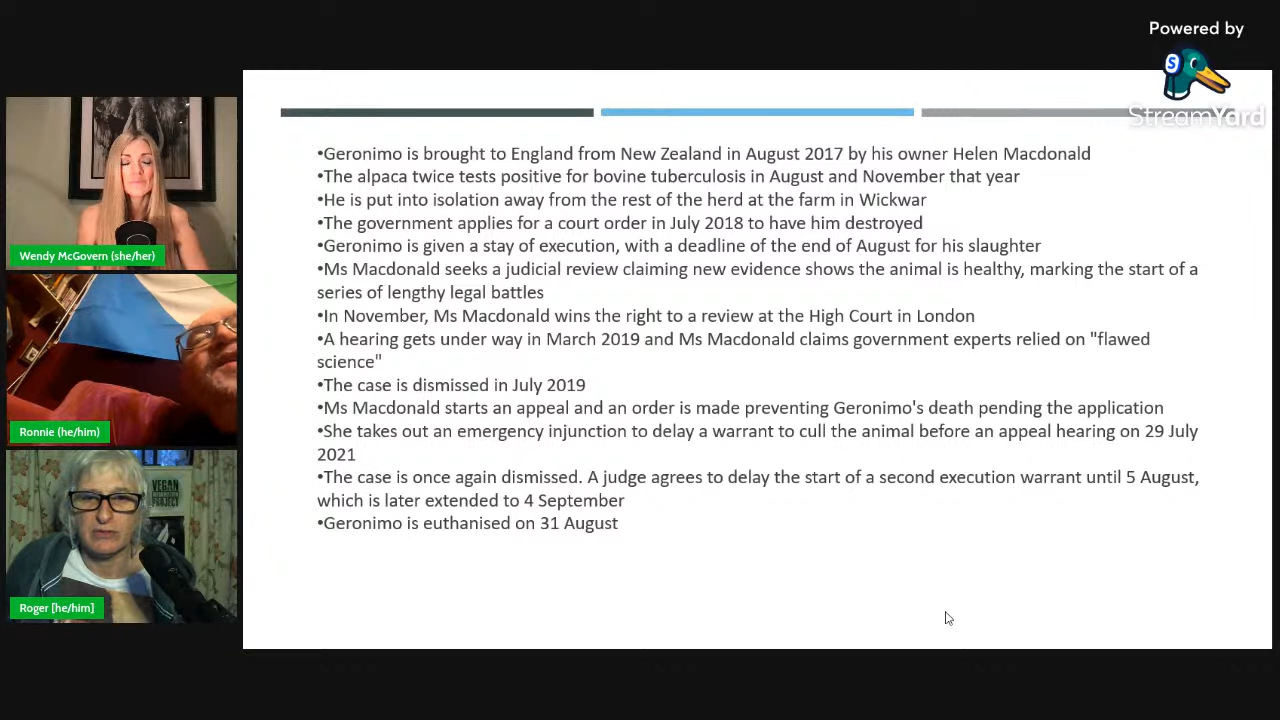 Powered by
S
StreamYard
•Geronimo is brought to England from New Zealand in August 2017 by his owner Helen Macdonald
•The alpaca twice tests positive for bovine tuberculosis in August and November that year
•He is put into isolation away from the rest of the herd at the farm in Wickwar
•The government applies for a court order in July 2018 to have him destroyed
•Geronimo is given a stay of execution, with a deadline of the end of August for his slaughter
•Ms Macdonald seeks a judicial review claiming new evidence shows the animal is healthy, marking the start of a
series of lengthy legal battles
•In November, Ms Macdonald wins the right to a review at the High Court in London
•A hearing gets under way in March 2019 and Ms Macdonald claims government experts relied on "flawed
science"
•The case is dismissed in July 2019
•Ms Macdonald starts an appeal and an order is made preventing Geronimo's death pending the application
•She takes out an emergency injunction to delay a warrant to cull the animal before an appeal hearing on 29 July
2021
•The case is once again dismissed. A judge agrees to delay the start of a second execution warrant until 5 August,
which is later extended to 4 September
•Geronimo is euthanised on 31 August
Wendy McGovern (she/her)
Ronnie (he/him)
VEGAN
PROJECT
Roger [he/him]